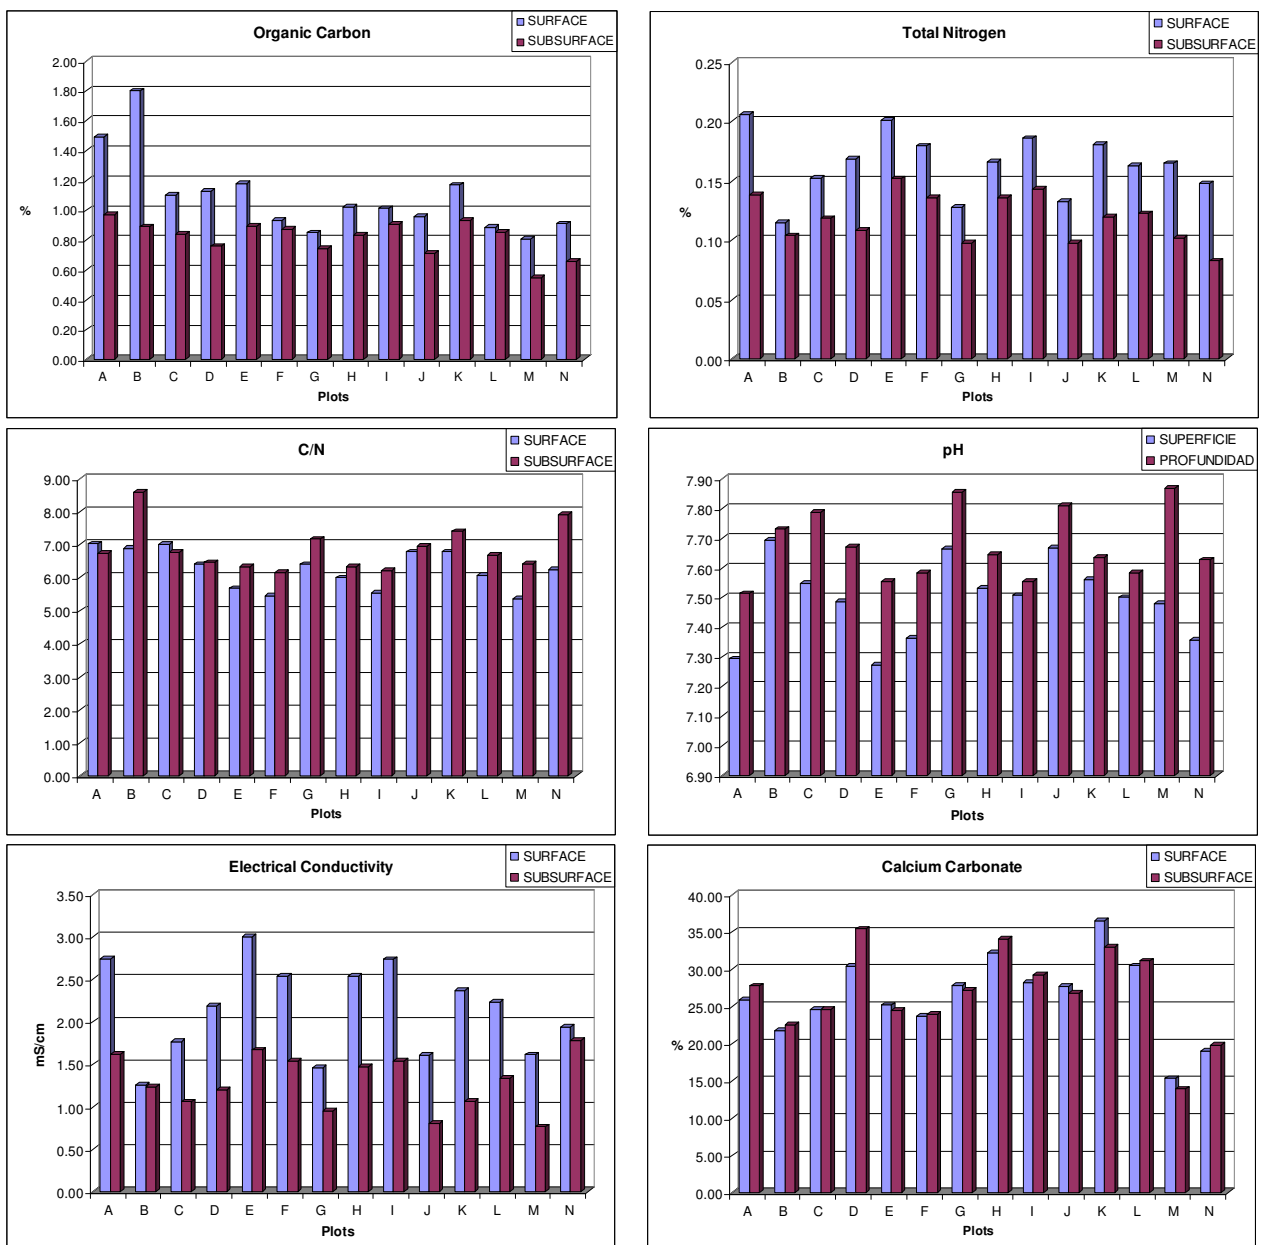 Organic Carbon
SURFACE
SUBSURFACE
2.00
1.80
1.60
1.40
1.20
1.00
0.80
0.60
0.40
0.20
0.00
%
A B C D E F G H I J K L M N
Plots
Total Nitrogen
SURFACE
SUBSURFACE
0.25
0.20
0.15
0.10
0.05
0.00
%
A B C D E F G H I J K L M N
Plots
C/N
SURFACE
SUBSURFACE
9.00
8.00
7.00
6.00
5.00
4.00
3.00
2.00
1.00
0.00
A B C D E F G H I J K L M N
Plots
pH
SUPERFICIE
PROFUNDIDAD
7.90
7.80
7.70
7.60
7.50
7.40
7.30
7.20
7.10
7.00
6.90
A B C D E F G H I J K L M N
Plots
Electrical Conductivity
SURFACE
SUBSURFACE
3.50
3.00
2.50
2.00
1.50
1.00
0.50
0.00
mS/cm
A B C D E F G H I J K L M N
Plots
Calcium Carbonate
SURFACE
SUBSURFACE
40.00
35.00
30.00
25.00
20.00
15.00
10.00
5.00
0.00
%
A B C D E F G H I J K L M N
Plots